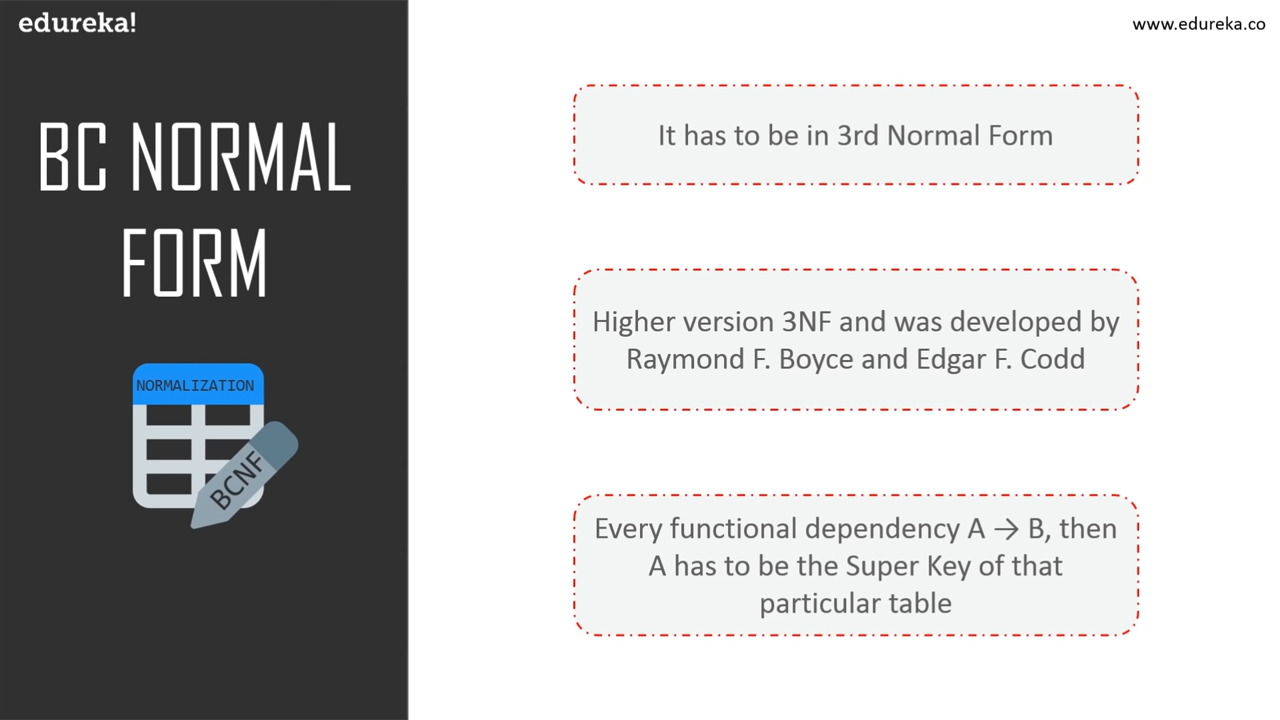 edureka!
www.edureka.co
BC NORMAL
FORM
NORMALIZATION
BCNF
It has to be in 3rd Normal Form
Higher version 3NF and was developed by
Raymond F. Boyce and Edgar F. Codd
Every functional dependency A → B, then
A has to be the Super Key of that
particular table